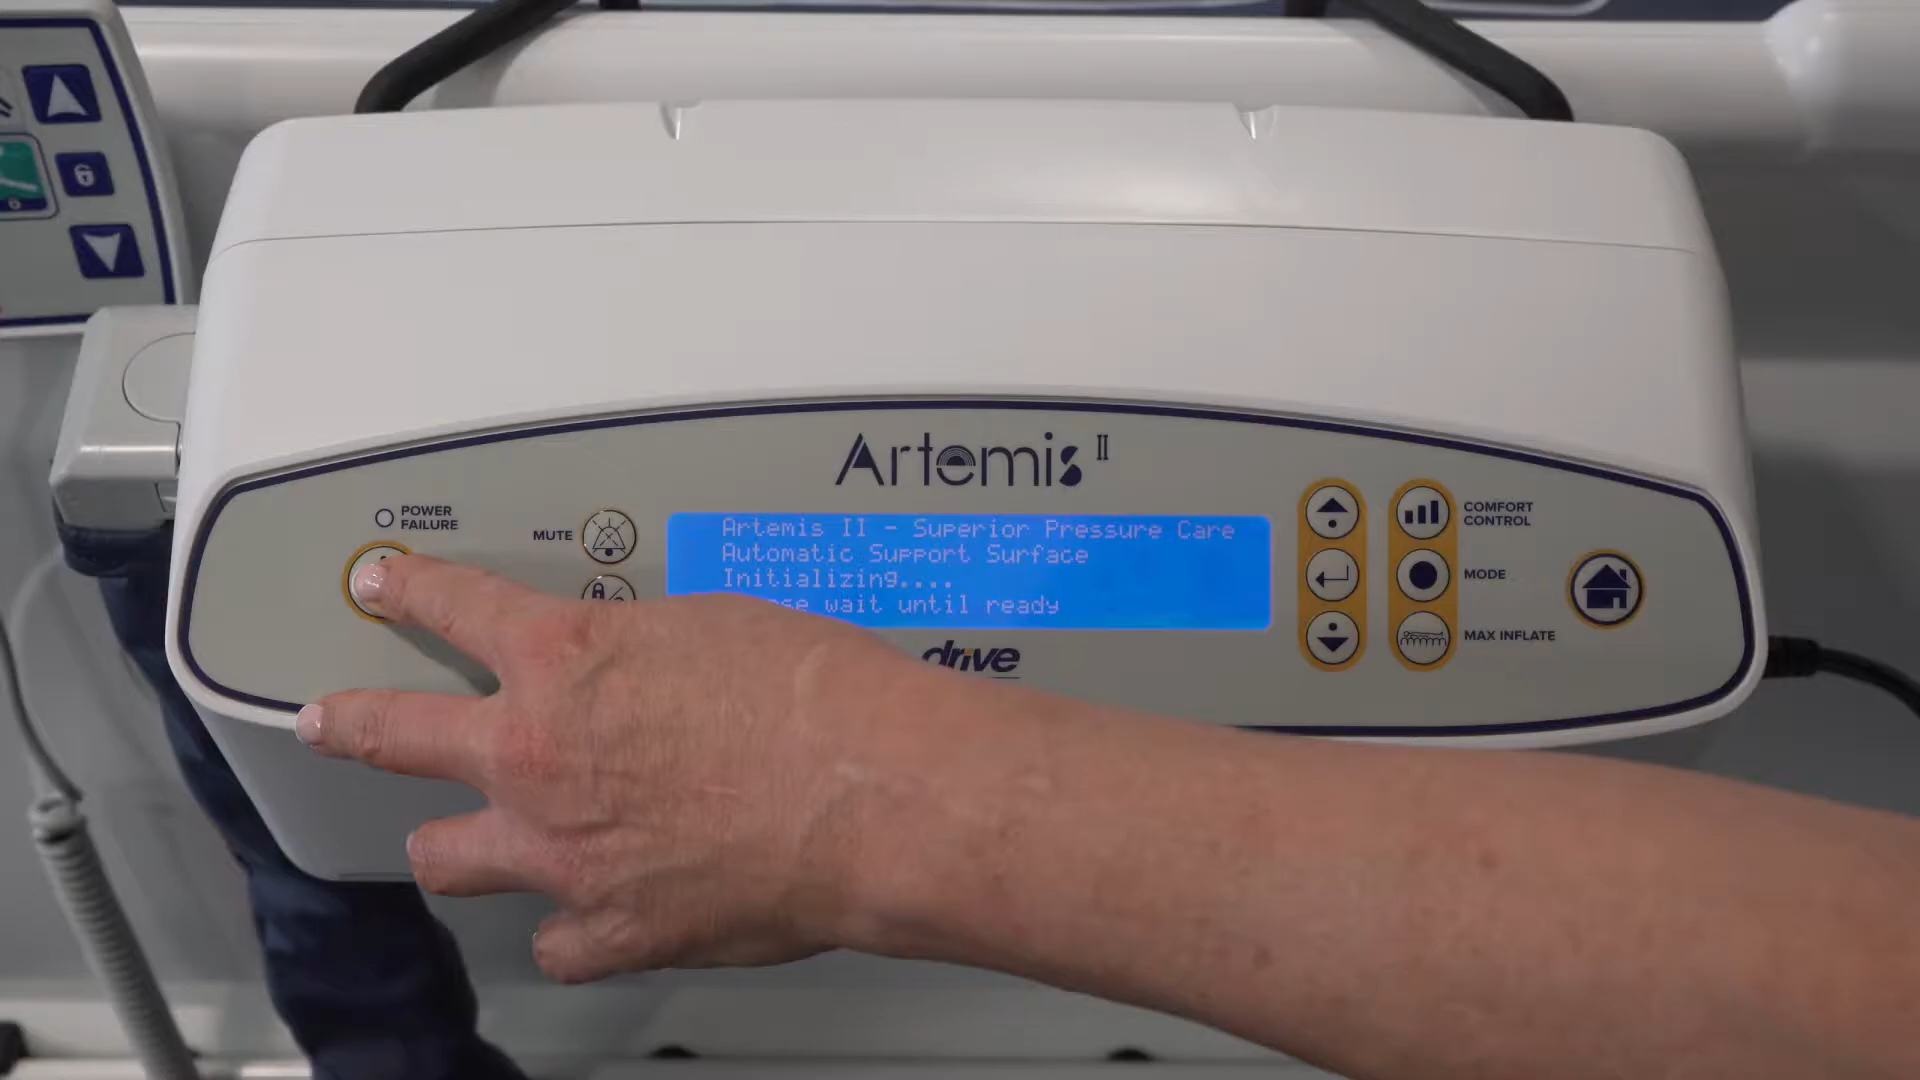 Artemis II
POWER
FAILURE
MUTE
Artemis II - Superior Pressure Care
Automatic Support Surface
Initializing....
wait until ready
drive
COMFORT
CONTROL
MODE
MAX INFLATE